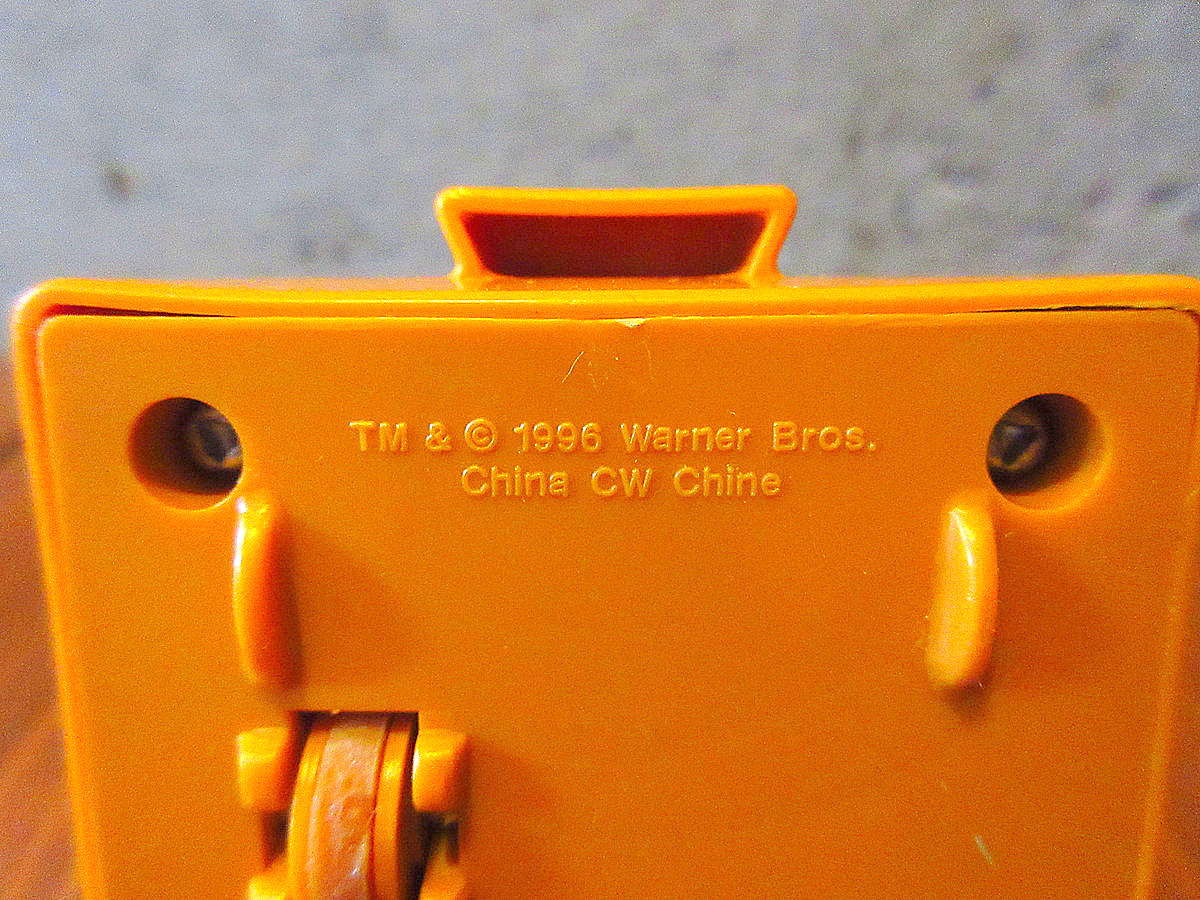 TM & © 1996 Warner Bros.
China CW Chine